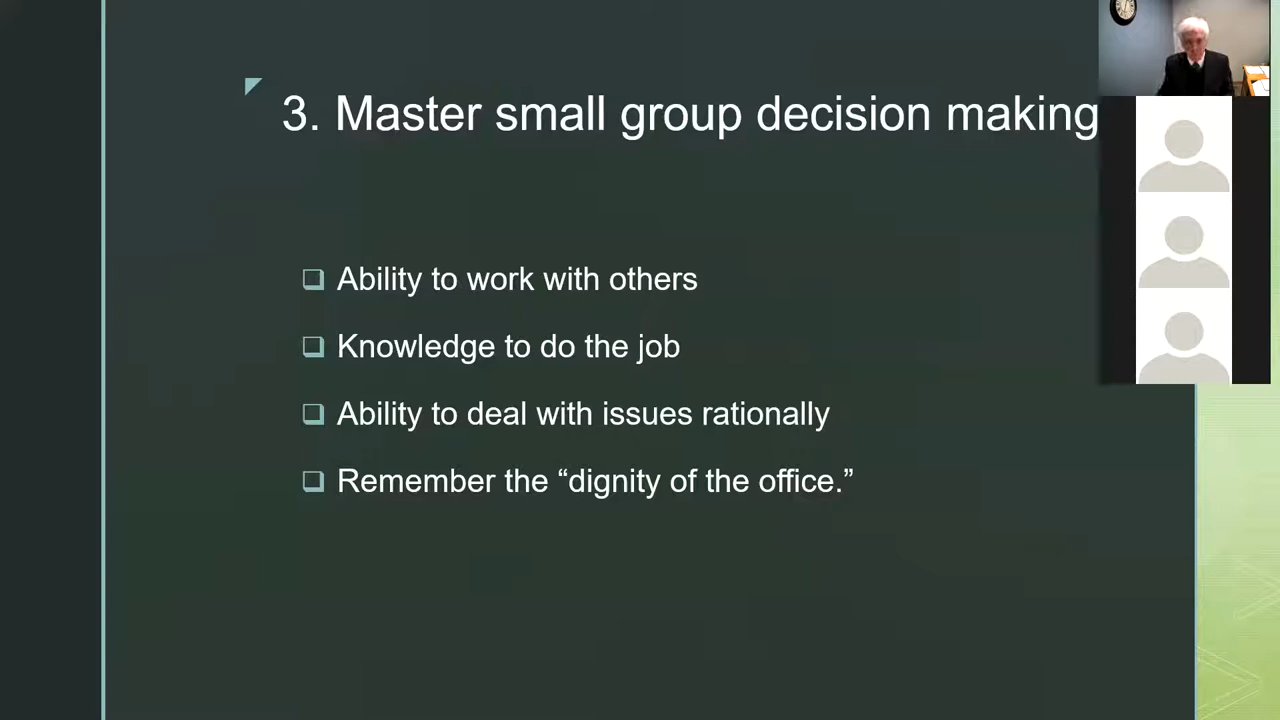 3. Master small group decision making
❑ Ability to work with others
❑ Knowledge to do the job
❑ Ability to deal with issues rationally
❑ Remember the “dignity of the office.”